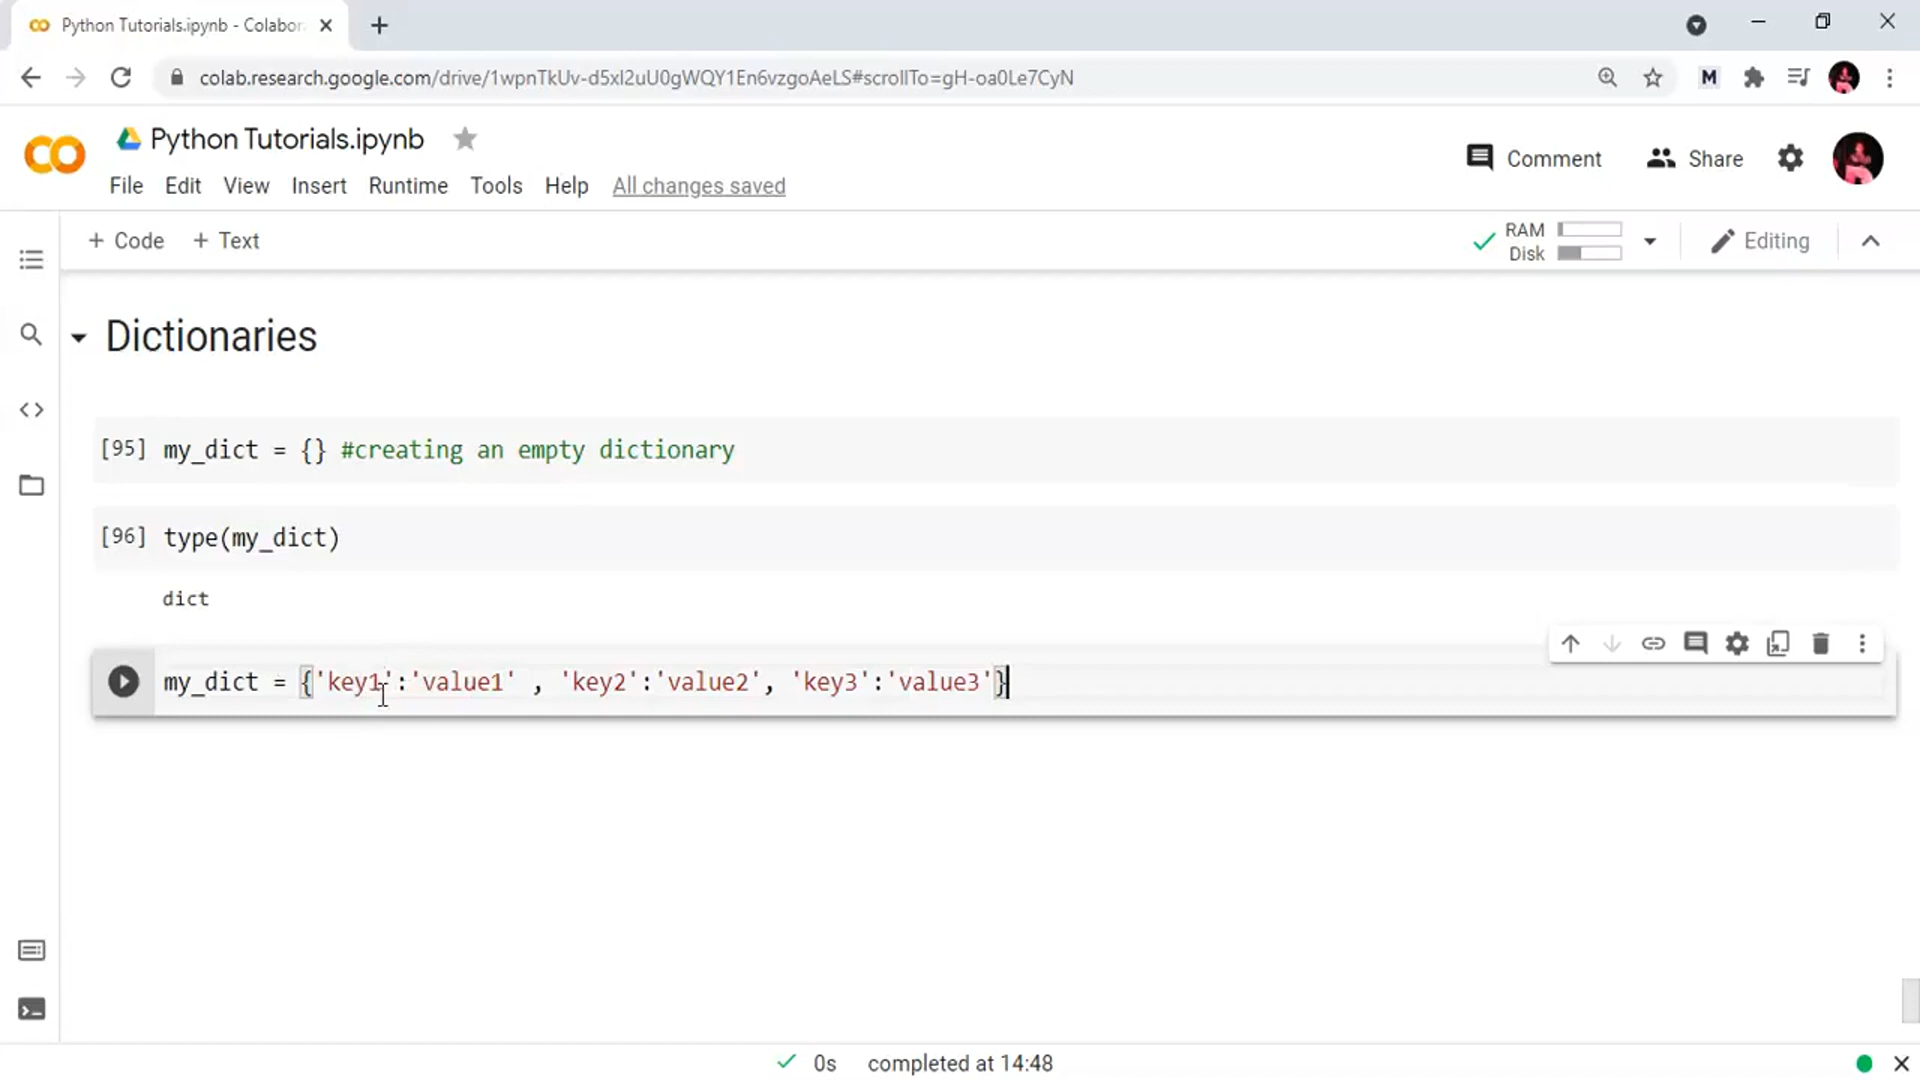 Python Tutorials.ipynb - Colabor
colab.research.google.com/drive/1wpnTkUv-d5xl2uU0gWQY1En6vzgoAeLS#scrollTo=gH-oa0Le7CyN
M
Python Tutorials.ipynb
Comment
Share
File Edit View Insert Runtime Tools Help All changes saved
+ Code + Text
RAM
Disk
Editing
Dictionaries
[95] my_dict = {} #creating an empty dictionary
[96] type(my_dict)
dict
my_dict = {'key1':'value1' , 'key2':'value2', 'key3':'value3'}
0s completed at 14:48